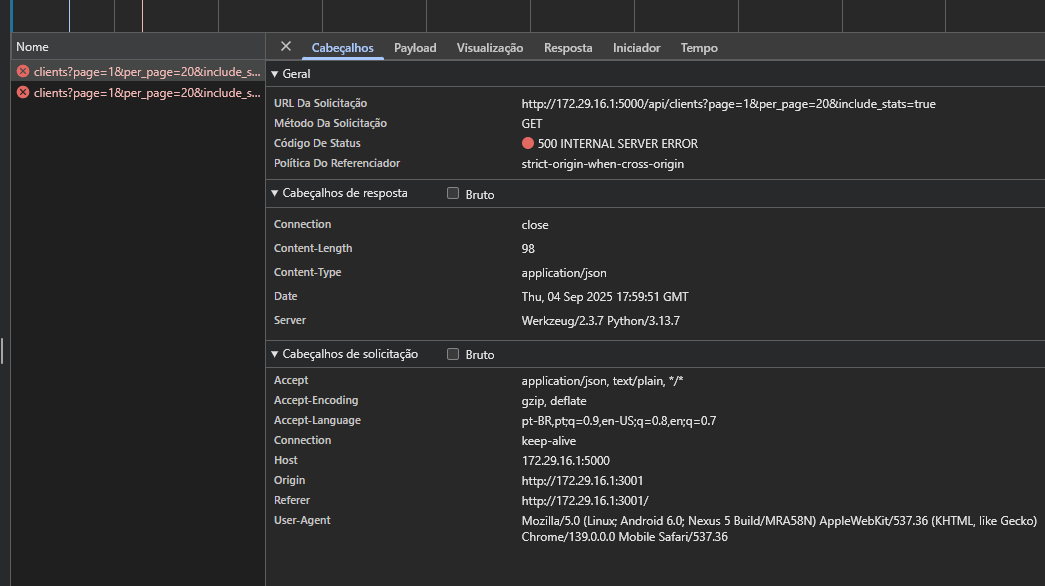 Nome
clients?page=1&per_page=20&include_s...
clients?page=1&per_page=20&include_s...
Cabeçalhos Payload Visualização Resposta Iniciador Tempo
Geral
URL Da Solicitação http://172.29.16.1:5000/api/clients?page=1&per_page=20&include_stats=true
Método Da Solicitação GET
Código De Status 500 INTERNAL SERVER ERROR
Política Do Referenciador strict-origin-when-cross-origin
Cabeçalhos de resposta Bruto
Connection close
Content-Length 98
Content-Type application/json
Date Thu, 04 Sep 2025 17:59:51 GMT
Server Werkzeug/2.3.7 Python/3.13.7
Cabeçalhos de solicitação Bruto
Accept application/json, text/plain, */*
Accept-Encoding gzip, deflate
Accept-Language pt-BR,pt;q=0.9,en-US;q=0.8,en;q=0.7
Connection keep-alive
Host 172.29.16.1:5000
Origin http://172.29.16.1:3001
Referer http://172.29.16.1:3001/
User-Agent Mozilla/5.0 (Linux; Android 6.0; Nexus 5 Build/MRA58N) AppleWebKit/537.36 (KHTML, like Gecko)
Chrome/139.0.0.0 Mobile Safari/537.36